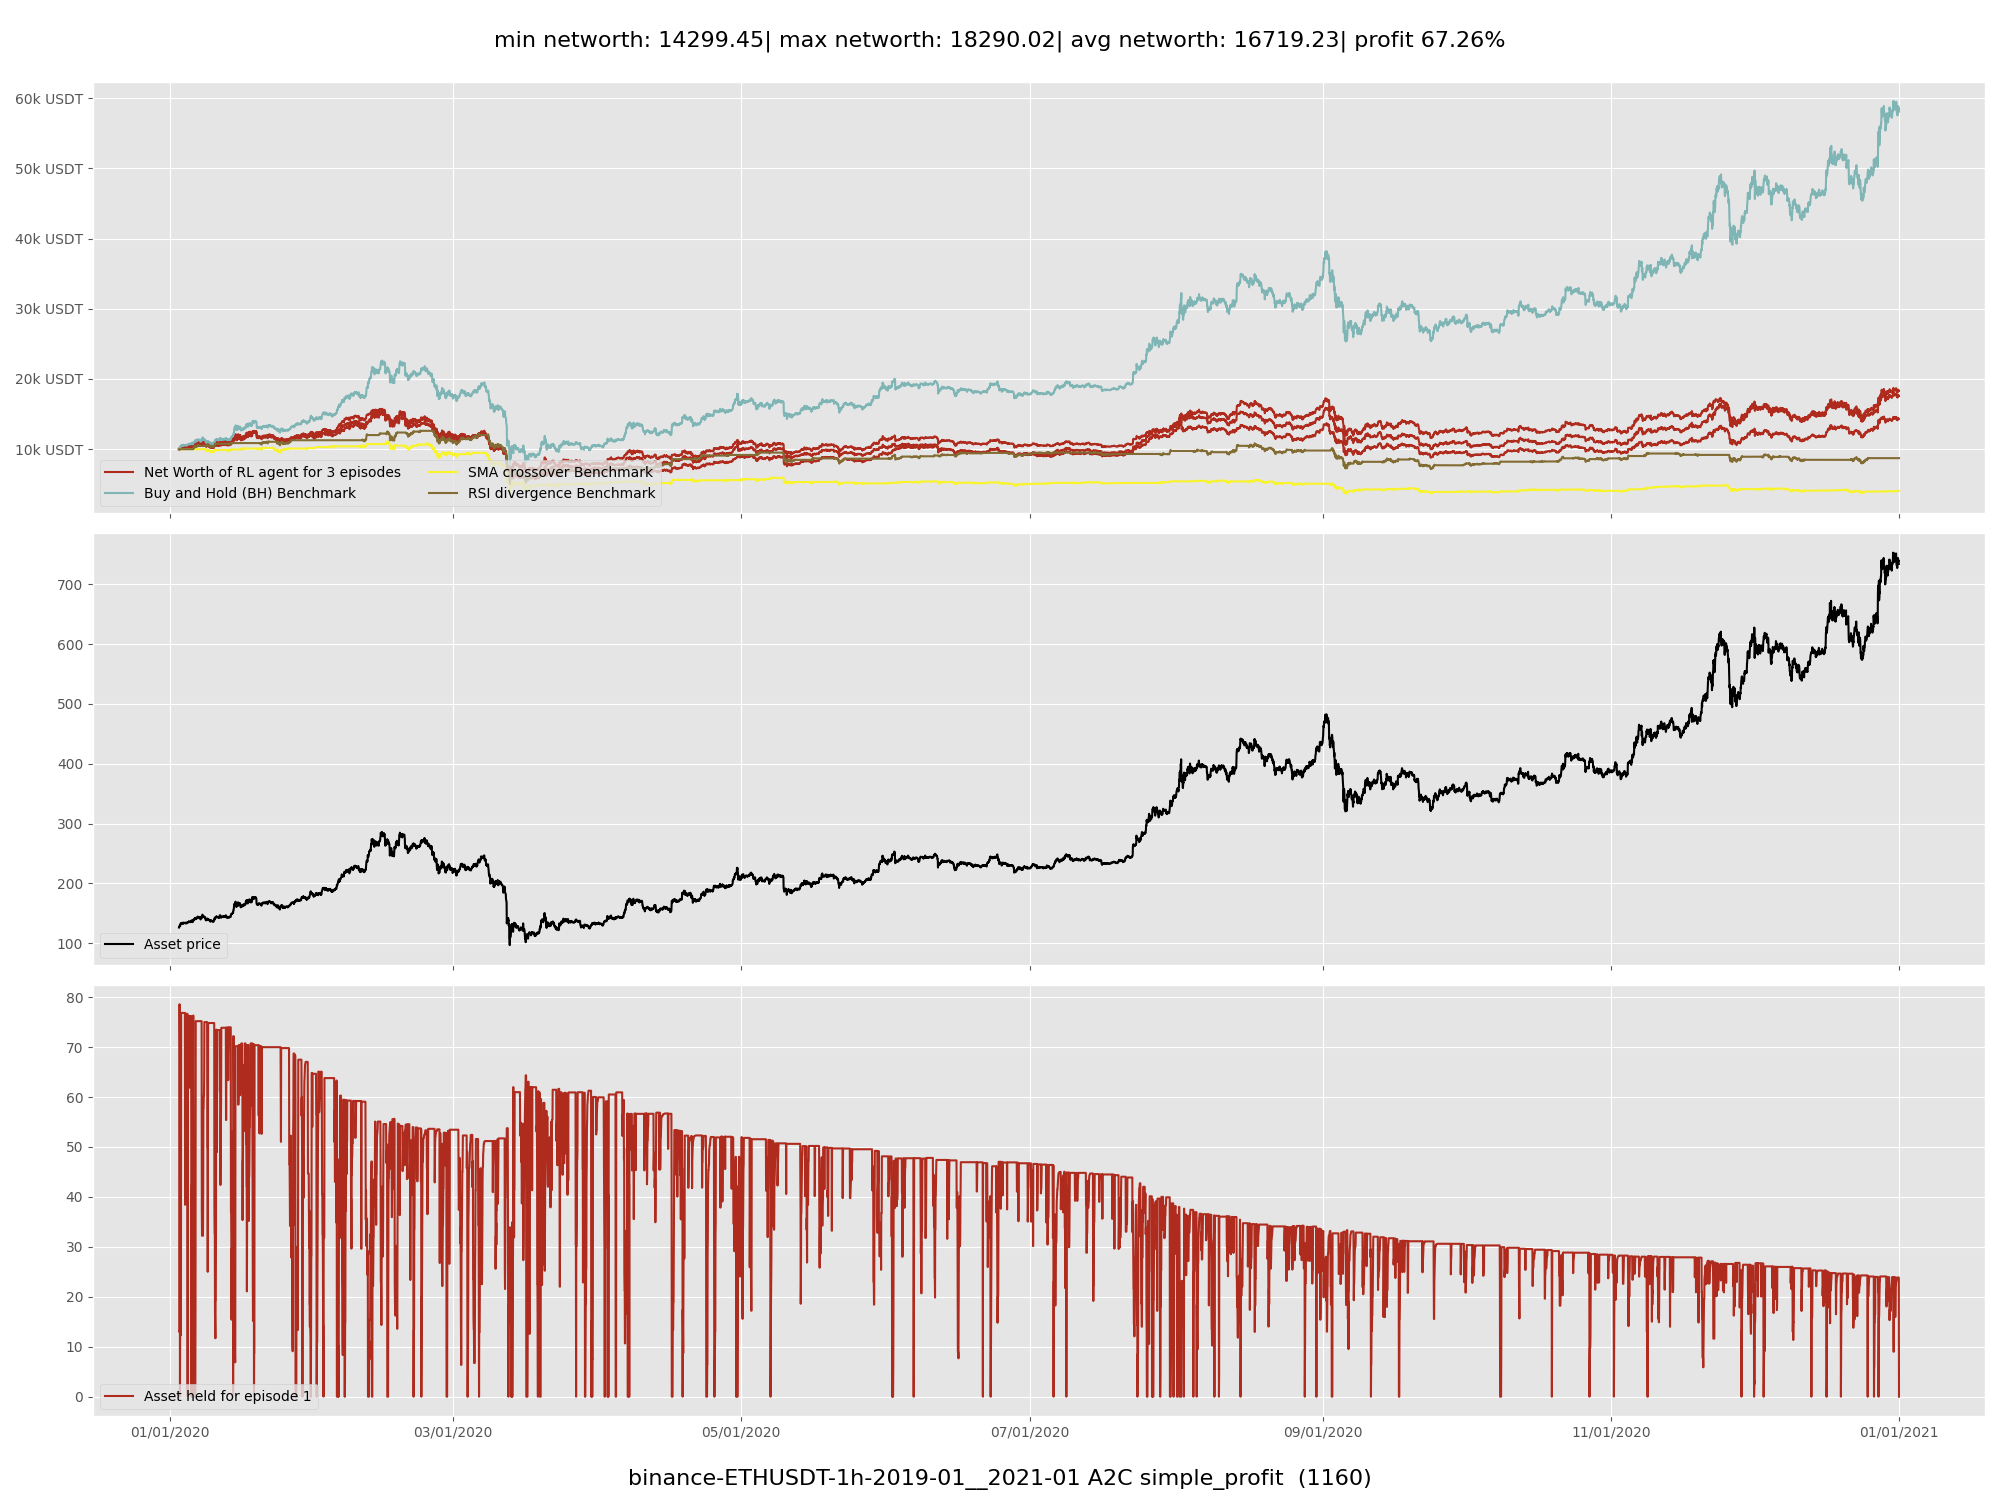 min networth: 14299.45| max networth: 18290.02| avg networth: 16719.23| profit 67.26%
60k USDT
50k USDT
40k USDT
30k USDT
20k USDT
10k USDT
Net Worth of RL agent for 3 episodes
Buy and Hold (BH) Benchmark
SMA crossover Benchmark
RSI divergence Benchmark
700
600
500
400
300
200
100
Asset price
80
70
60
50
40
30
20
10
0
Asset held for episode 1
01/01/2020 03/01/2020 05/01/2020 07/01/2020 09/01/2020 11/01/2020 01/01/2021
binance-ETHUSDT-1h-2019-01__2021-01 A2C simple_profit (1160)